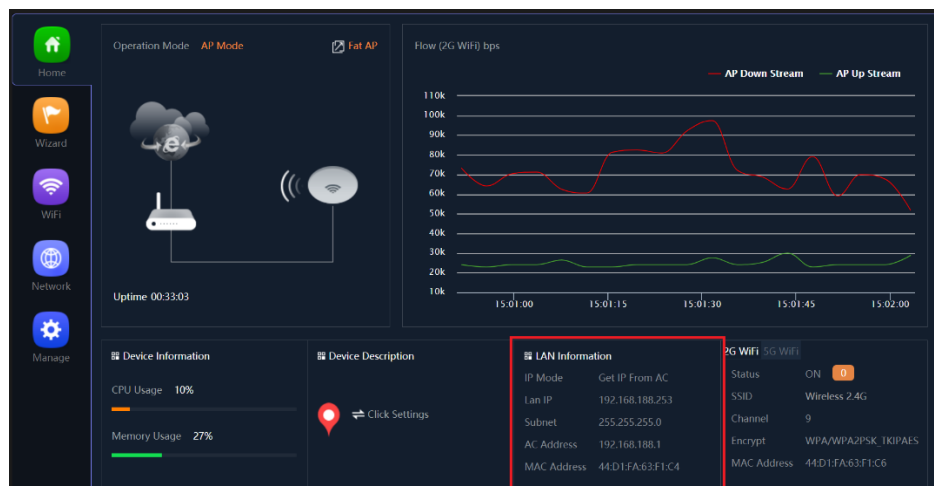 Home
Wizard
WiFi
Network
Manage
Operation Mode AP Mode Fat AP
Uptime 00:33:03
Flow (2G WiFi) bps
AP Down Stream AP Up Stream
110k
100k
90k
80k
70k
60k
50k
40k
30k
20k
10k
15:01:00 15:01:15 15:01:30 15:01:45 15:02:00
Device Information
CPU Usage 10%
Memory Usage 27%
Device Description
Click Settings
LAN Information
IP Mode Get IP From AC
Lan IP 192.168.188.253
Subnet 255.255.255.0
AC Address 192.168.188.1
MAC Address 44:D1:FA:63:F1:C4
2G WiFi 5G WiFi
Status ON 0
SSID Wireless 2.4G
Channel 9
Encrypt WPA/WPA2PSK_TKIPAES
MAC Address 44:D1:FA:63:F1:C6